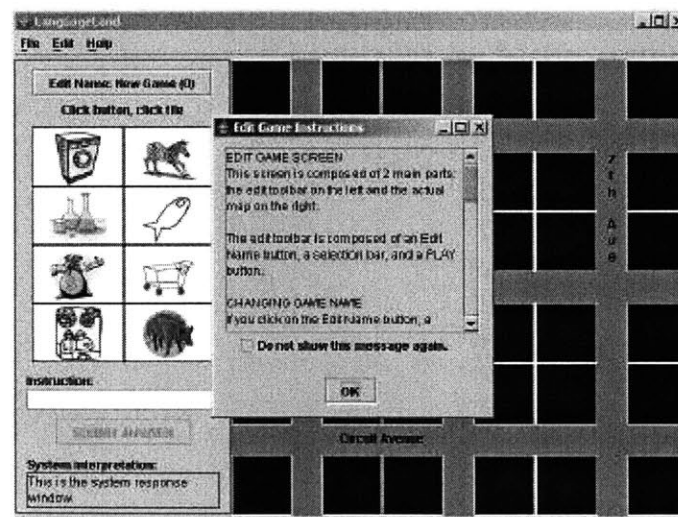 LanguageLand
File Edit Help
Edit Name: New Game (0)
Click button, click tile
Edit Game Instructions
EDIT GAME SCREEN
This screen is composed of 2 main parts:
the edit toolbar on the left and the actual
map on the right.
The edit toolbar is composed of an Edit
Name button, a selection bar, and a PLAY
button.
CHANGING GAME NAME
If you click on the Edit Name button, a
Do not show this message again.
OK
7th Ave
Instruction:
SUBMIT ANSWER
Circuit Avenue
System interpretation:
This is the system response
window